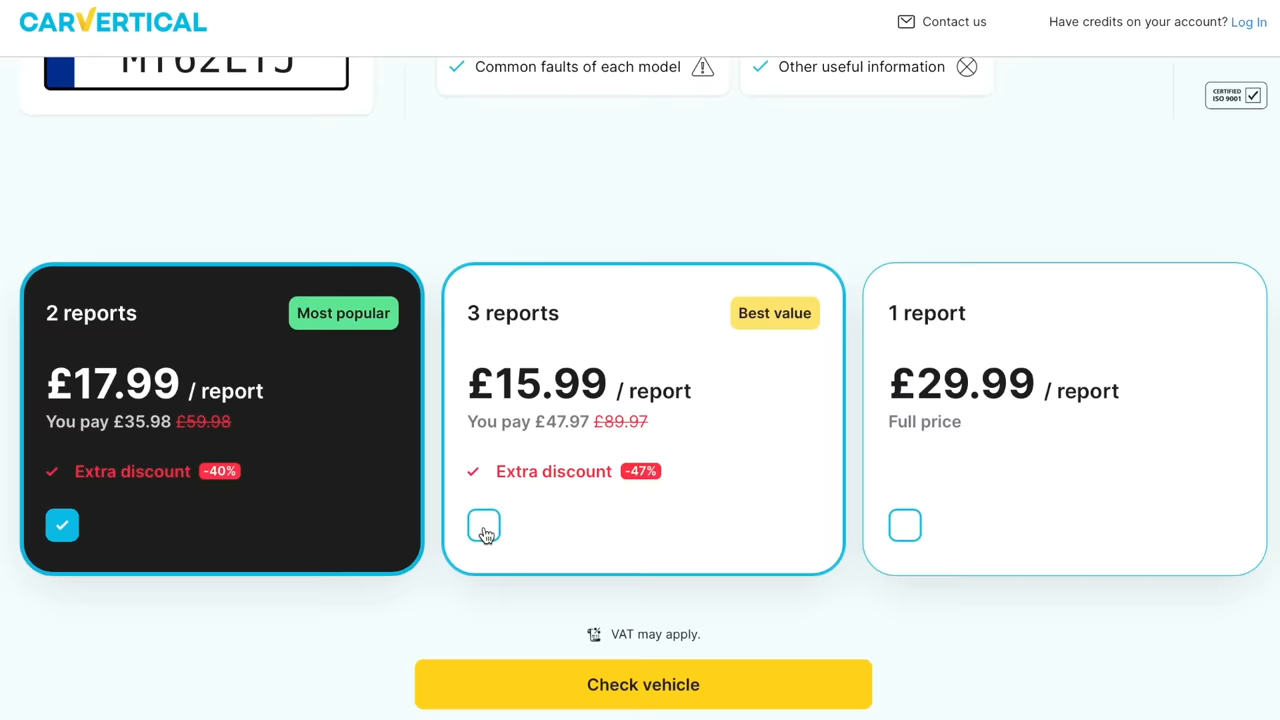 CARVERTICAL
Contact us
Have credits on your account? Log In
Common faults of each model
Other useful information
CERTIFIED
ISO 9001
2 reports
Most popular
£17.99 / report
You pay £35.98 £59.98
Extra discount -40%
3 reports
Best value
£15.99 / report
You pay £47.97 £89.97
Extra discount -47%
1 report
£29.99 / report
Full price
VAT may apply.
Check vehicle